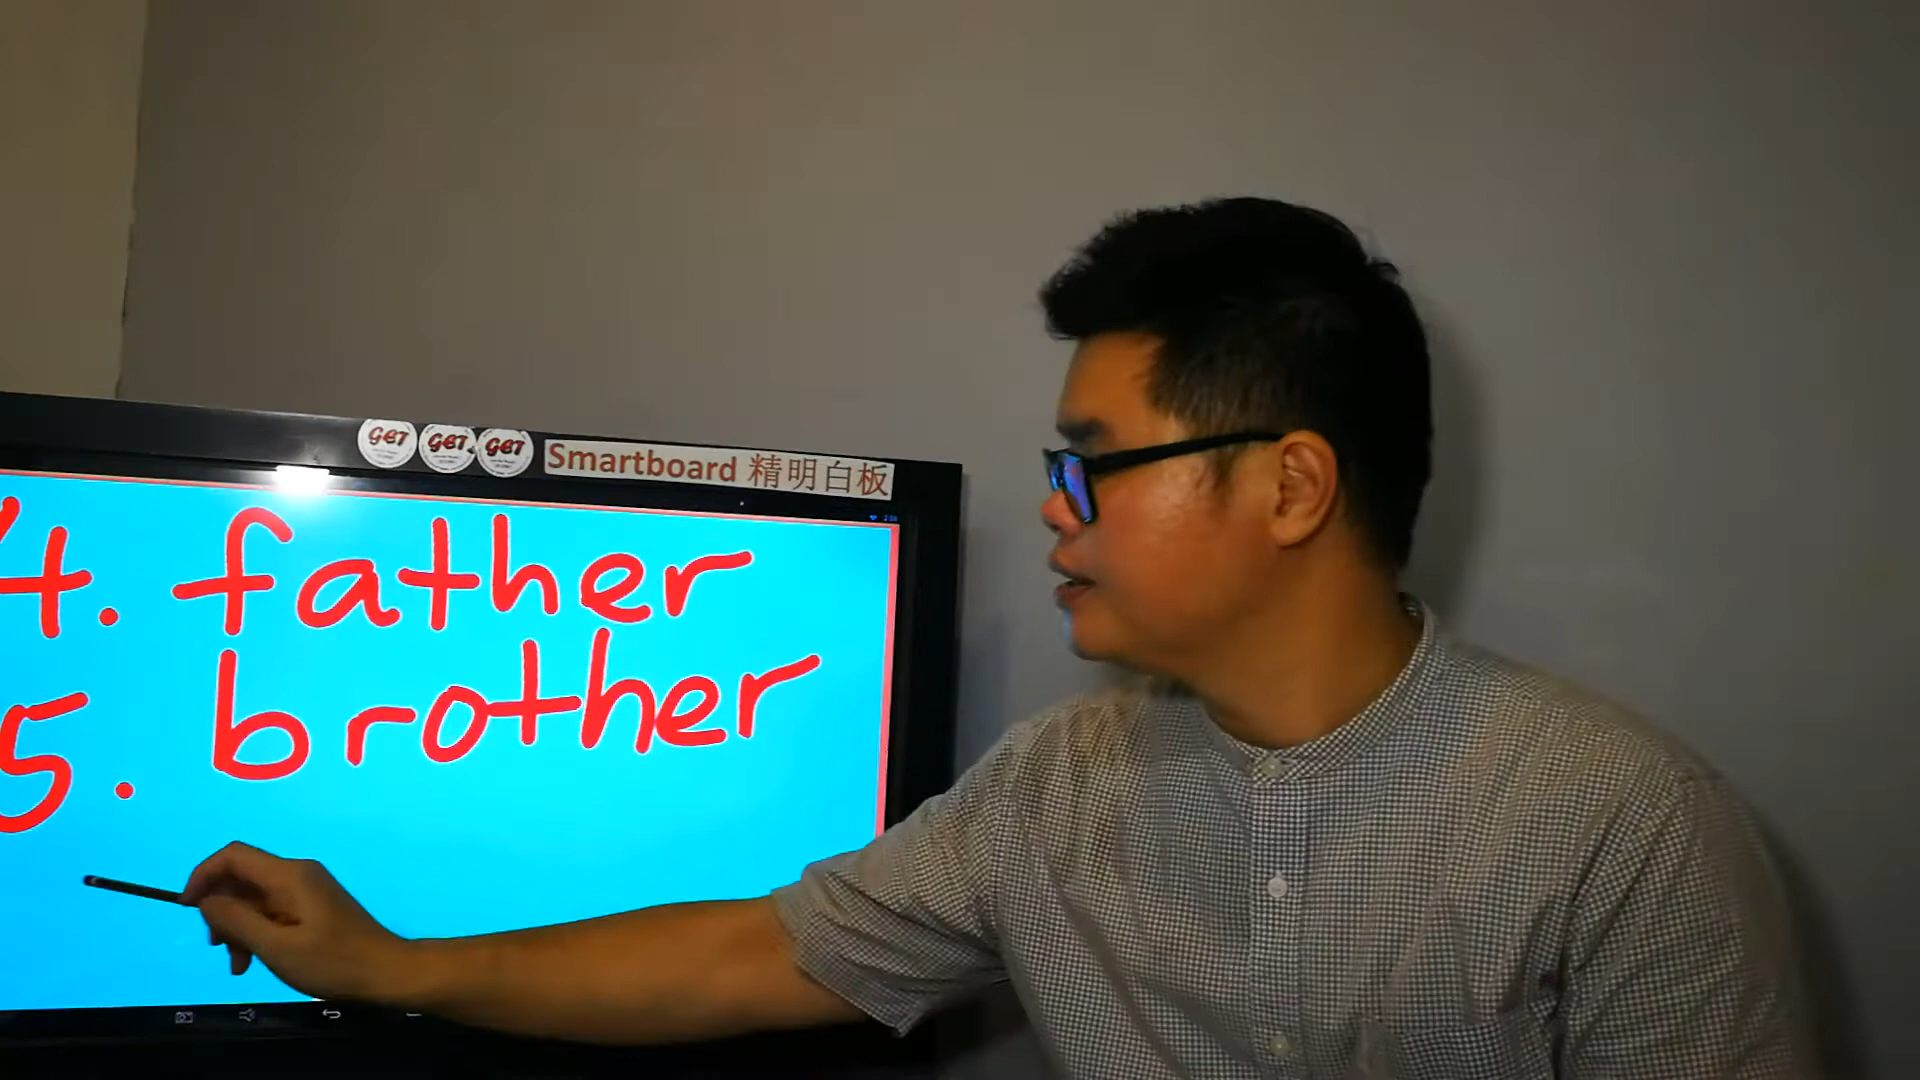 GET GET GET
Smartboard 精明白板
4. father
5. brother